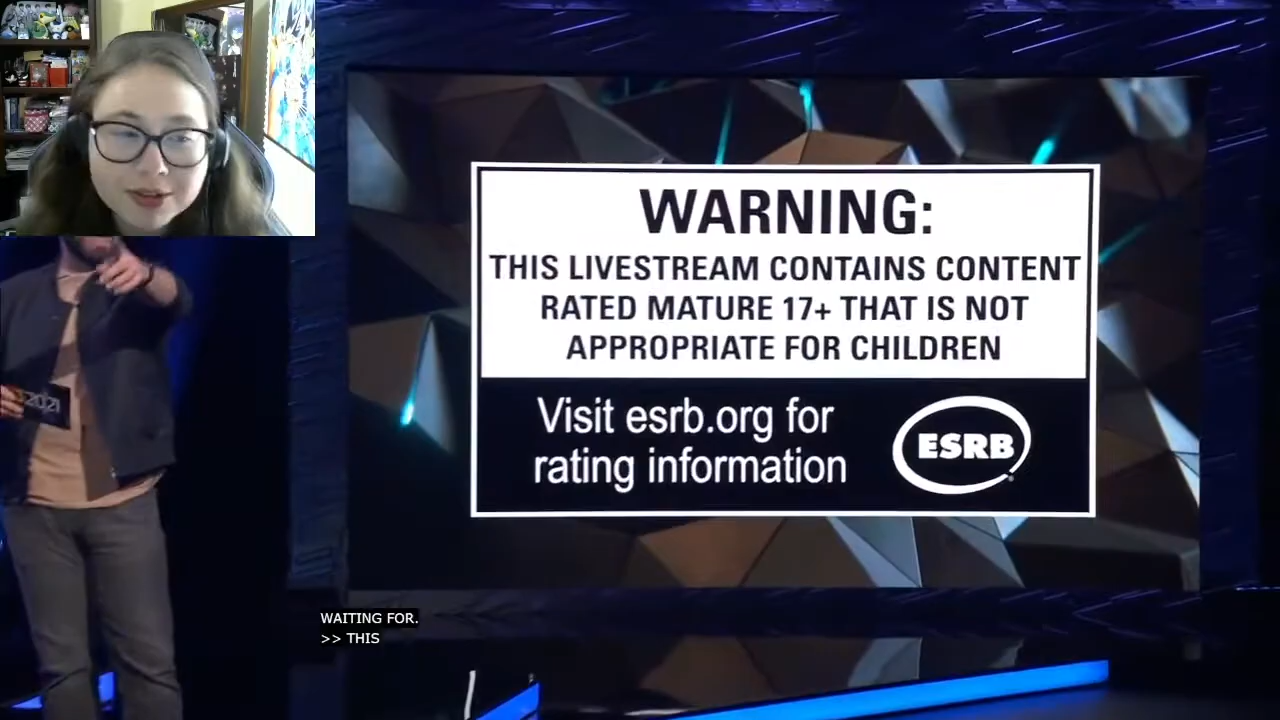 WARNING:
THIS LIVESTREAM CONTAINS CONTENT
RATED MATURE 17+ THAT IS NOT
APPROPRIATE FOR CHILDREN
Visit esrb.org for
rating information
ESRB
2021
WAITING FOR.
>> THIS